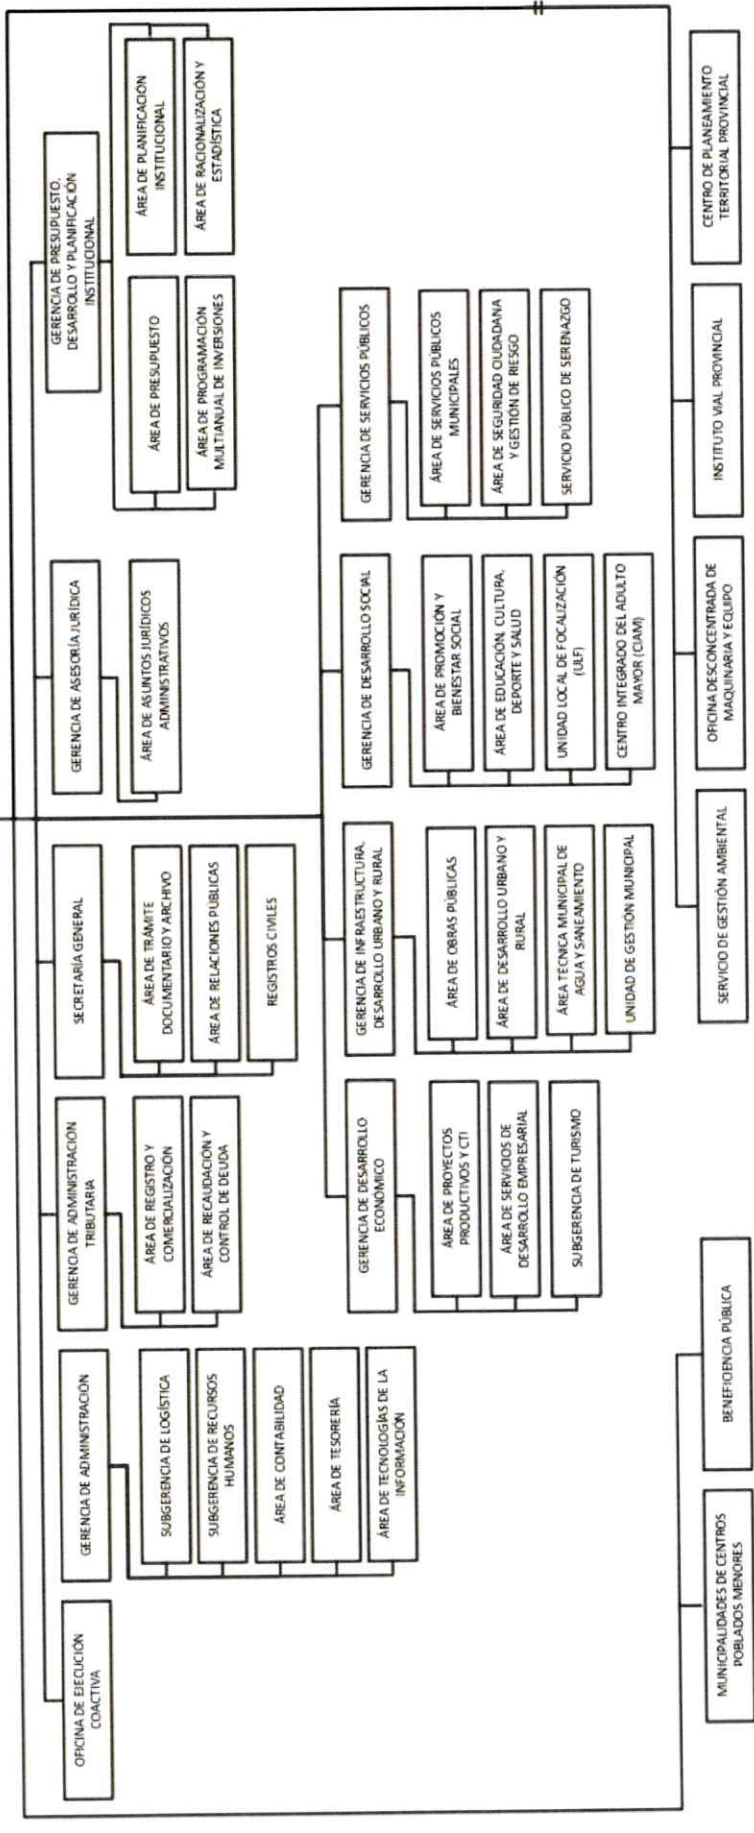 OFICINA DE EJECUCIÓN
COACTIVA
GERENCIA DE ADMINISTRACIÓN
SUBGERENCIA DE LOGÍSTICA
SUBGERENCIA DE RECURSOS
HUMANOS
ÁREA DE CONTABILIDAD
ÁREA DE TESORERÍA
ÁREA DE TECNOLOGÍAS DE LA
INFORMACIÓN
GERENCIA DE ADMINISTRACIÓN
TRIBUTARIA
ÁREA DE REGISTRO Y
COMERCIALIZACIÓN
ÁREA DE RECAUDACIÓN Y
CONTROL DE DEUDA
SECRETARÍA GENERAL
ÁREA DE TRÁMITE
DOCUMENTARIO Y ARCHIVO
ÁREA DE RELACIONES PÚBLICAS
REGISTROS CIVILES
GERENCIA DE ASESORÍA JURÍDICA
ÁREA DE ASUNTOS JURÍDICOS
ADMINISTRATIVOS
GERENCIA DE PRESUPUESTO,
DESARROLLO Y PLANIFICACIÓN
INSTITUCIONAL
ÁREA DE PRESUPUESTO
ÁREA DE PROGRAMACIÓN
MULTIANUAL DE INVERSIONES
ÁREA DE PLANIFICACIÓN
INSTITUCIONAL
ÁREA DE RACIONALIZACIÓN Y
ESTADÍSTICA
GERENCIA DE DESARROLLO
ECONÓMICO
ÁREA DE PROYECTOS
PRODUCTIVOS Y CTI
ÁREA DE SERVICIOS DE
DESARROLLO EMPRESARIAL
SUBGERENCIA DE TURISMO
GERENCIA DE INFRAESTRUCTURA,
DESARROLLO URBANO Y RURAL
ÁREA DE OBRAS PÚBLICAS
ÁREA DE DESARROLLO URBANO Y
RURAL
ÁREA TÉCNICA MUNICIPAL DE
AGUA Y SANEAMIENTO
UNIDAD DE GESTIÓN MUNICIPAL
GERENCIA DE DESARROLLO SOCIAL
ÁREA DE PROMOCIÓN Y
BIENESTAR SOCIAL
ÁREA DE EDUCACIÓN, CULTURA,
DEPORTE Y SALUD
UNIDAD LOCAL DE FOCALIZACIÓN
(ULF)
CENTRO INTEGRADO DEL ADULTO
MAYOR (CIAM)
GERENCIA DE SERVICIOS PÚBLICOS
ÁREA DE SERVICIOS PÚBLICOS
MUNICIPALES
ÁREA DE SEGURIDAD CIUDADANA
Y GESTIÓN DE RIESGO
SERVICIO PÚBLICO DE SERENAZGO
MUNICIPALIDADES DE CENTROS
POBLADOS MENORES
BENEFICIENCIA PÚBLICA
SERVICIO DE GESTIÓN AMBIENTAL
OFICINA DESCONCENTRADA DE
MAQUINARIA Y EQUIPO
INSTITUTO VIAL PROVINCIAL
CENTRO DE PLANEAMIENTO
TERRITORIAL PROVINCIAL